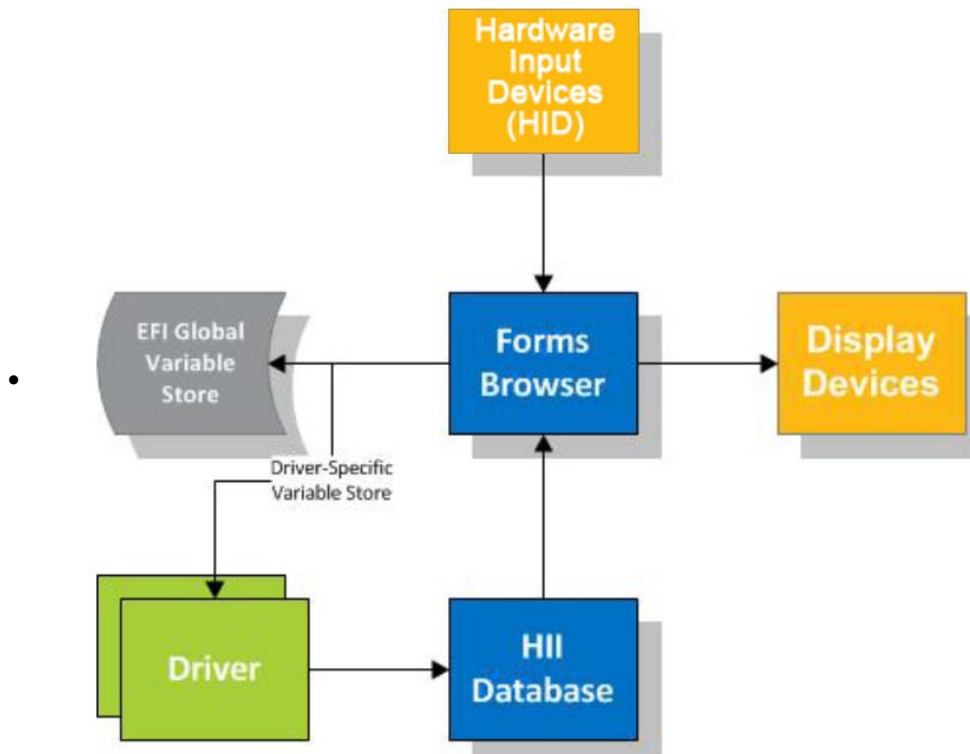 Hardware
Input
Devices
(HID)
EFI Global
Variable
Store
Forms
Browser
Display
Devices
Driver-Specific
Variable Store
Driver
HII
Database